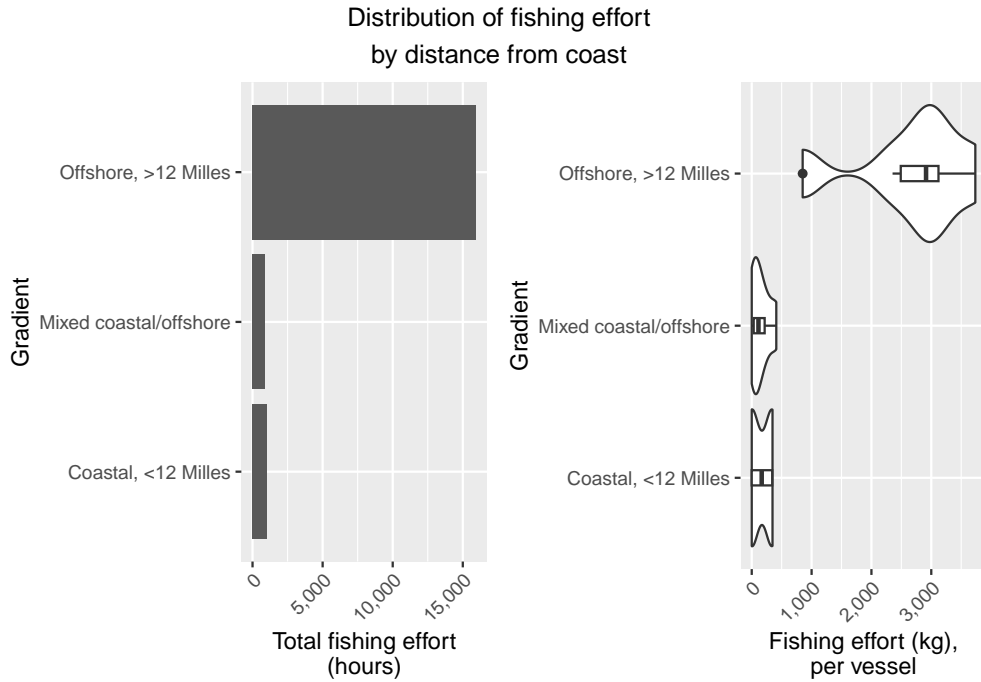 Distribution of fishing effort
by distance from coast
Gradient
Offshore, >12 Milles
Mixed coastal/offshore
Coastal, <12 Milles
0
5,000
10,000
15,000
Total fishing effort
(hours)
Gradient
Offshore, >12 Milles
Mixed coastal/offshore
Coastal, <12 Milles
0
1,000
2,000
3,000
Fishing effort (kg),
per vessel